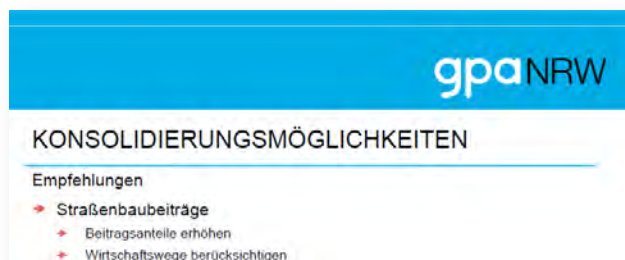 gpaNRW
KONSOLIDIERUNGSMÖGLICHKEITEN
Empfehlungen
Straßenbaubeiträge
Beitragsanteile erhöhen
Wirtschaftswege berücksichtigen